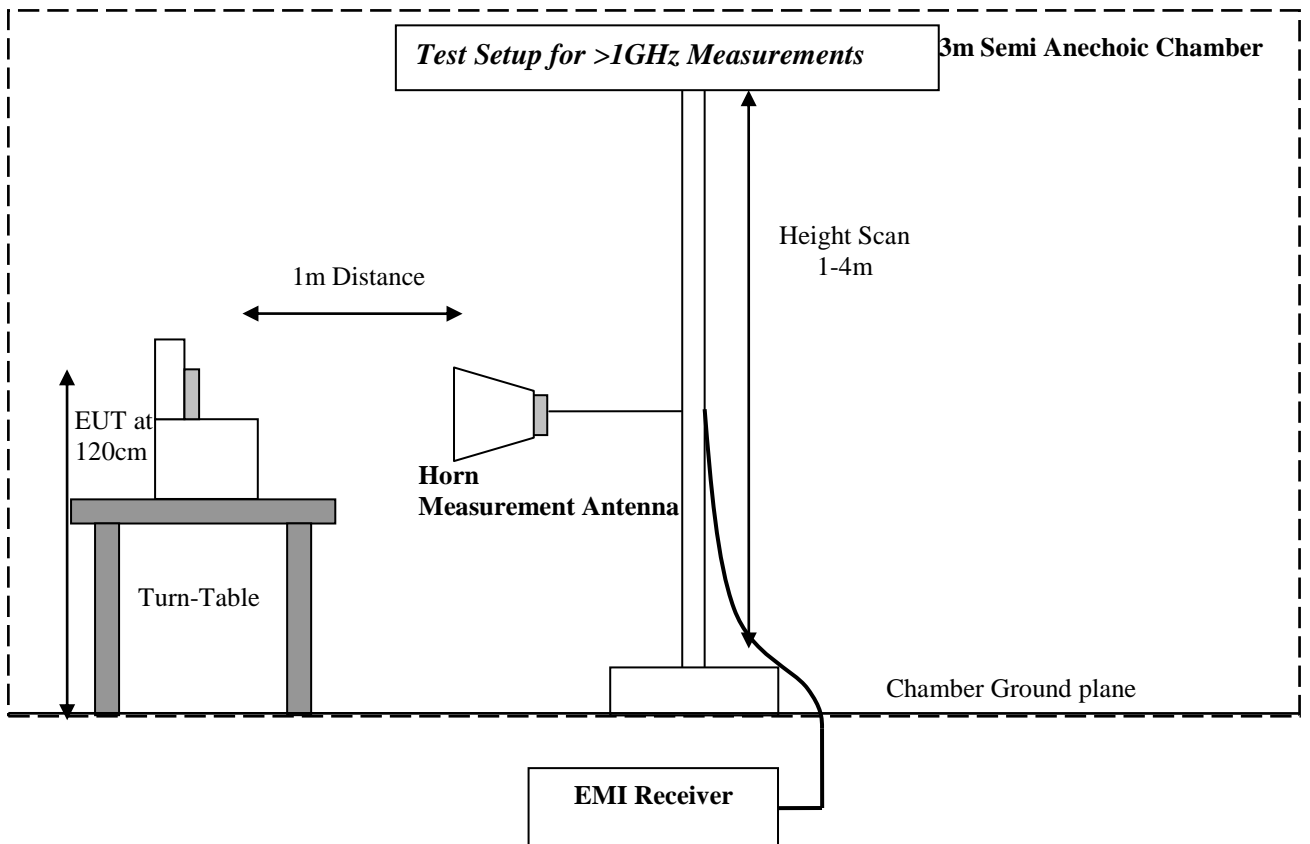 Test Setup for >1GHz Measurements
3m Semi Anechoic Chamber
Height Scan
1-4m
1m Distance
EUT at
120cm
Horn
Measurement Antenna
Turn-Table
Chamber Ground plane
EMI Receiver